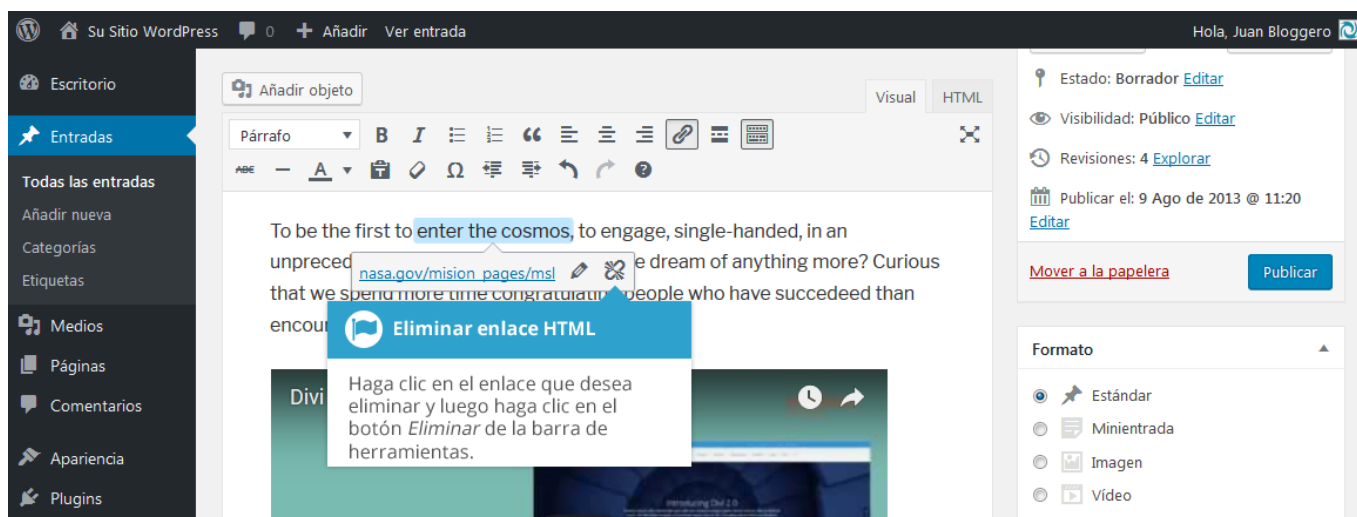 Su Sitio WordPress 0 Añadir Ver entrada Hola, Juan Bloggero
Escritorio
Entradas
Todas las entradas
Añadir nueva
Categorías
Etiquetas
Medios
Páginas
Comentarios
Apariencia
Plugins
Añadir objeto
Visual HTML
Párrafo B I
ABC A Ω
To be the first to enter the cosmos, to engage, single-handed, in an
unpreced e dream of anything more? Curious
nasa.gov/mision_pages/msl
that we spend more time congratulating people who have succedeed than
encour
Eliminar enlace HTML
Haga clic en el enlace que desea
eliminar y luego haga clic en el
botón Eliminar de la barra de
herramientas.
Divi
Introducing Divi 2.0
Estado: Borrador Editar
Visibilidad: Público Editar
Revisiones: 4 Explorar
Publicar el: 9 Ago de 2013 @ 11:20
Editar
Mover a la papelera Publicar
Formato
Estándar
Minientrada
Imagen
Vídeo